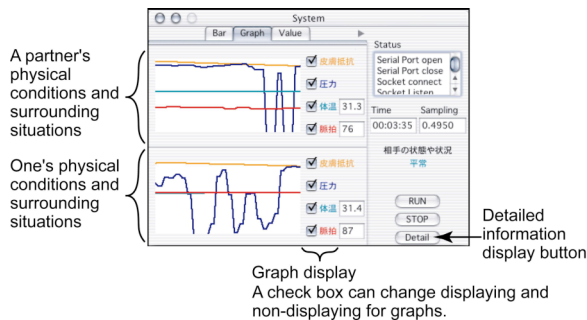 System
Bar Graph Value
A partner's
physical
conditions and
surrounding
situations
皮膚抵抗
圧力
体温 31.3
脈拍 76
Status
Serial Port open
Serial Port close
Socket connect
Socket Listen
Time Sampling
00:03:35 0.4950
相手の状態や状況
平常
One's physical
conditions and
surrounding
situations
皮膚抵抗
圧力
体温 31.4
脈拍 87
RUN
STOP
Detail
Detailed
information
display button
Graph display
A check box can change displaying and
non-displaying for graphs.